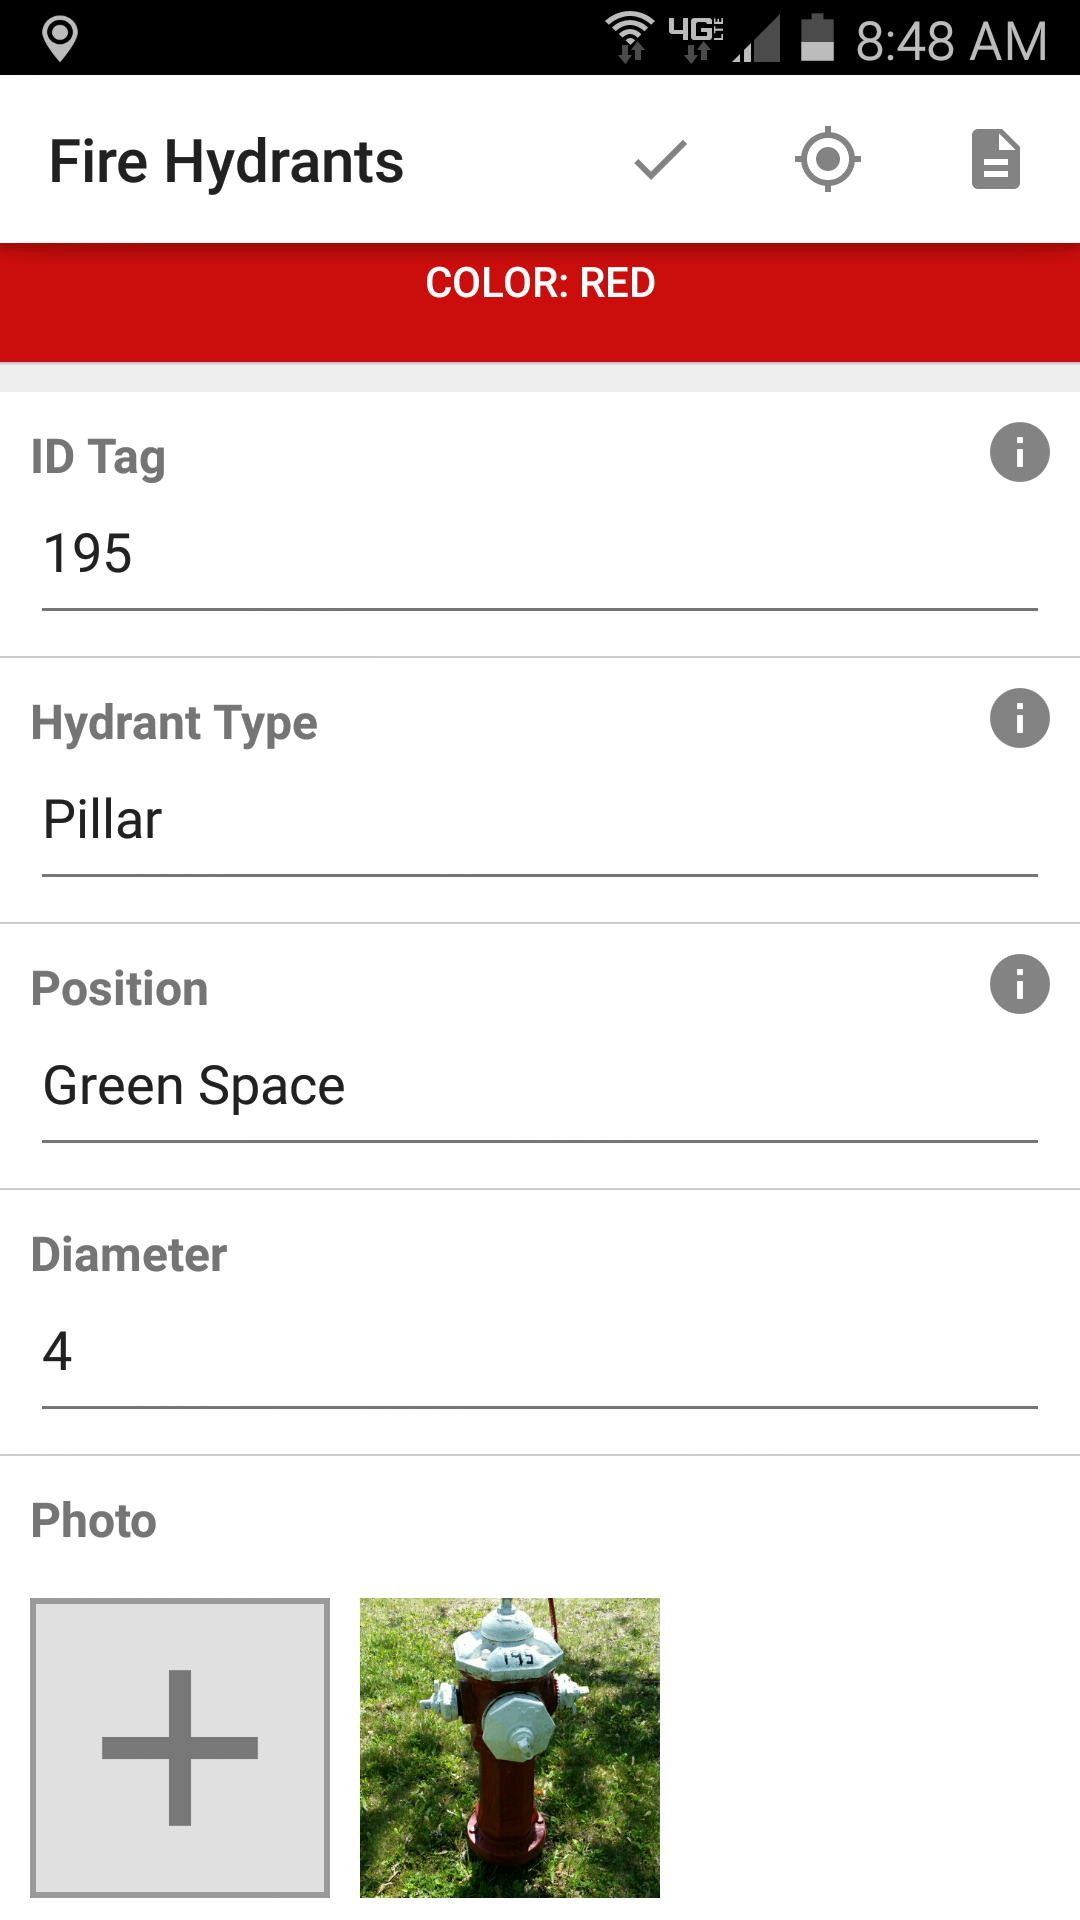 4G LTE 8:48 AM
Fire Hydrants
COLOR: RED
ID Tag
195
Hydrant Type
Pillar
Position
Green Space
Diameter
4
Photo
195